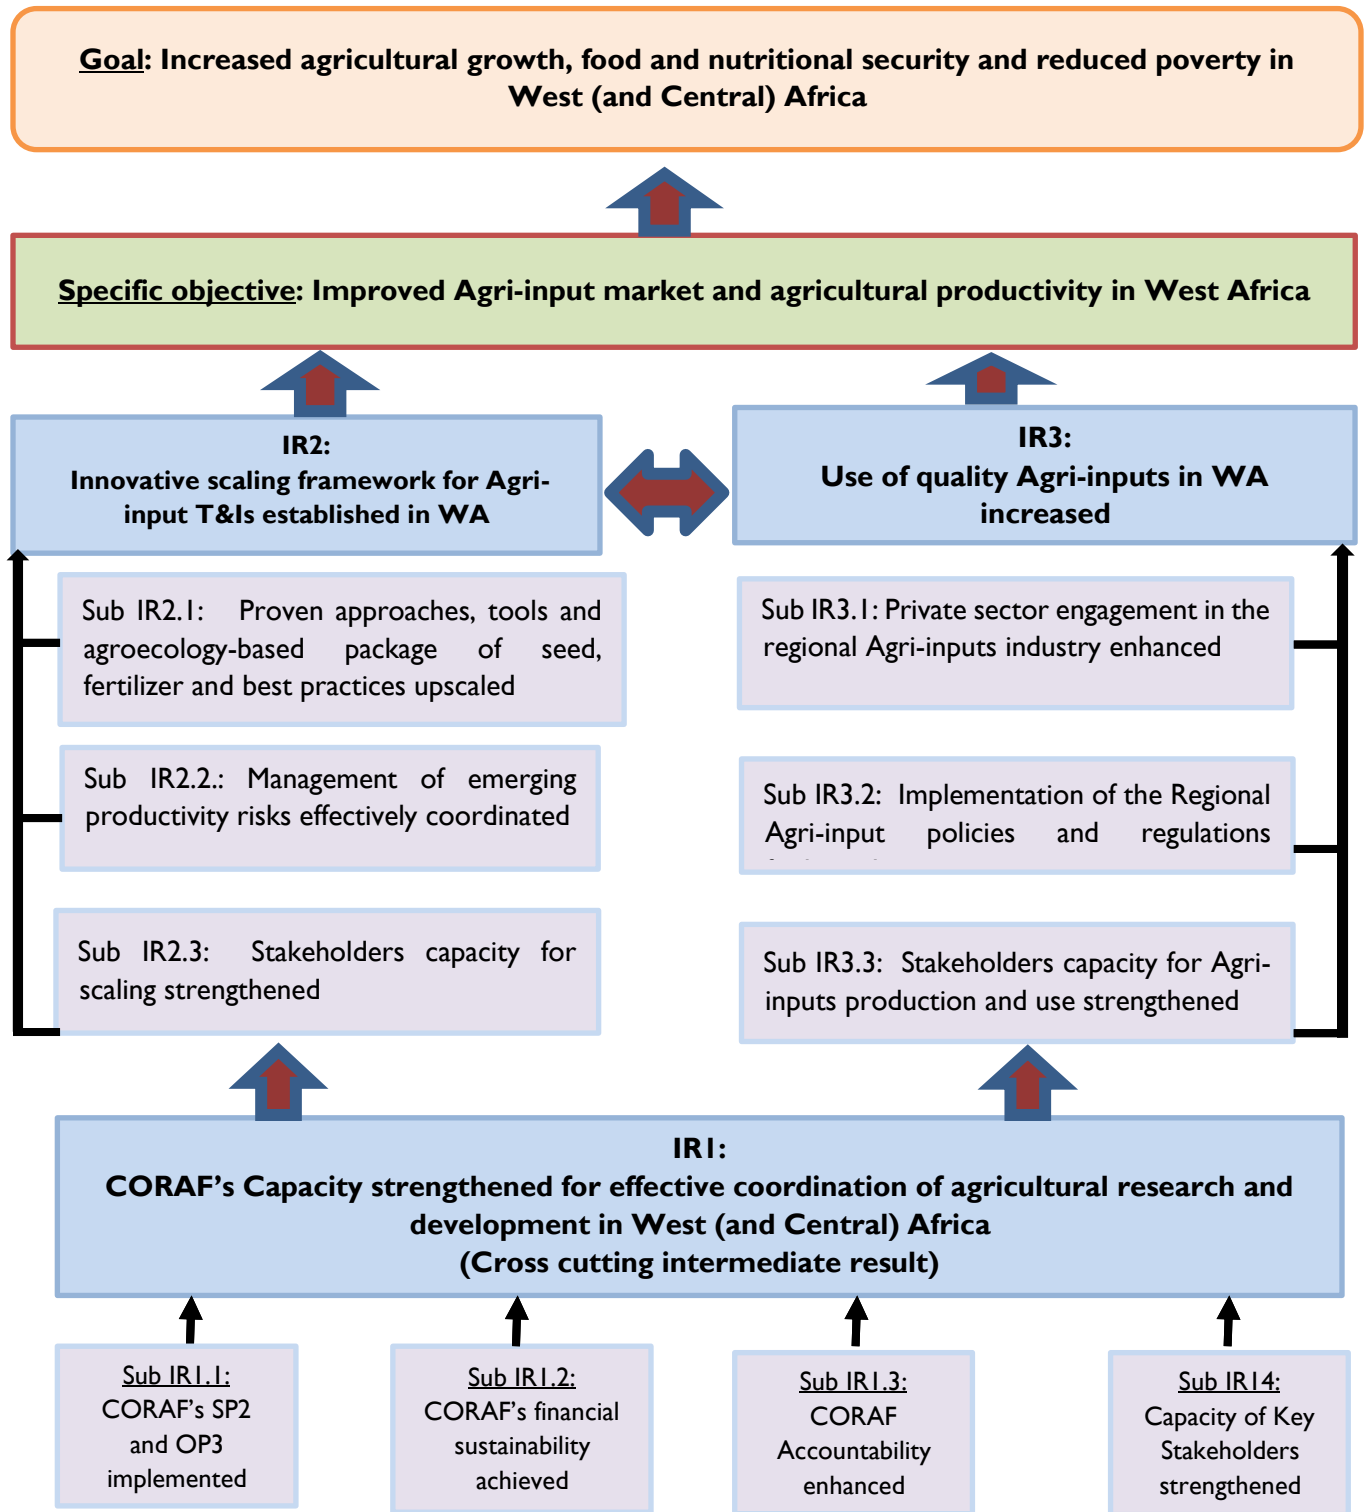 Goal: Increased agricultural growth, food and nutritional security and reduced poverty in
West (and Central) Africa
Specific objective: Improved Agri-input market and agricultural productivity in West Africa
IR2:
Innovative scaling framework for Agri-
input T&Is established in WA
IR3:
Use of quality Agri-inputs in WA
increased
Sub IR2.1: Proven approaches, tools and
agroecology-based package of seed,
fertilizer and best practices upscaled
Sub IR2.2.: Management of emerging
productivity risks effectively coordinated
Sub IR2.3: Stakeholders capacity for
scaling strengthened
Sub IR3.1: Private sector engagement in the
regional Agri-inputs industry enhanced
Sub IR3.2: Implementation of the Regional
Agri-input policies and regulations
Sub IR3.3: Stakeholders capacity for Agri-
inputs production and use strengthened
IR1:
CORAF’s Capacity strengthened for effective coordination of agricultural research and
development in West (and Central) Africa
(Cross cutting intermediate result)
Sub IR1.1:
CORAF’s SP2
and OP3
implemented
Sub IR1.2:
CORAF’s financial
sustainability
achieved
Sub IR1.3:
CORAF
Accountability
enhanced
Sub IR14:
Capacity of Key
Stakeholders
strengthened